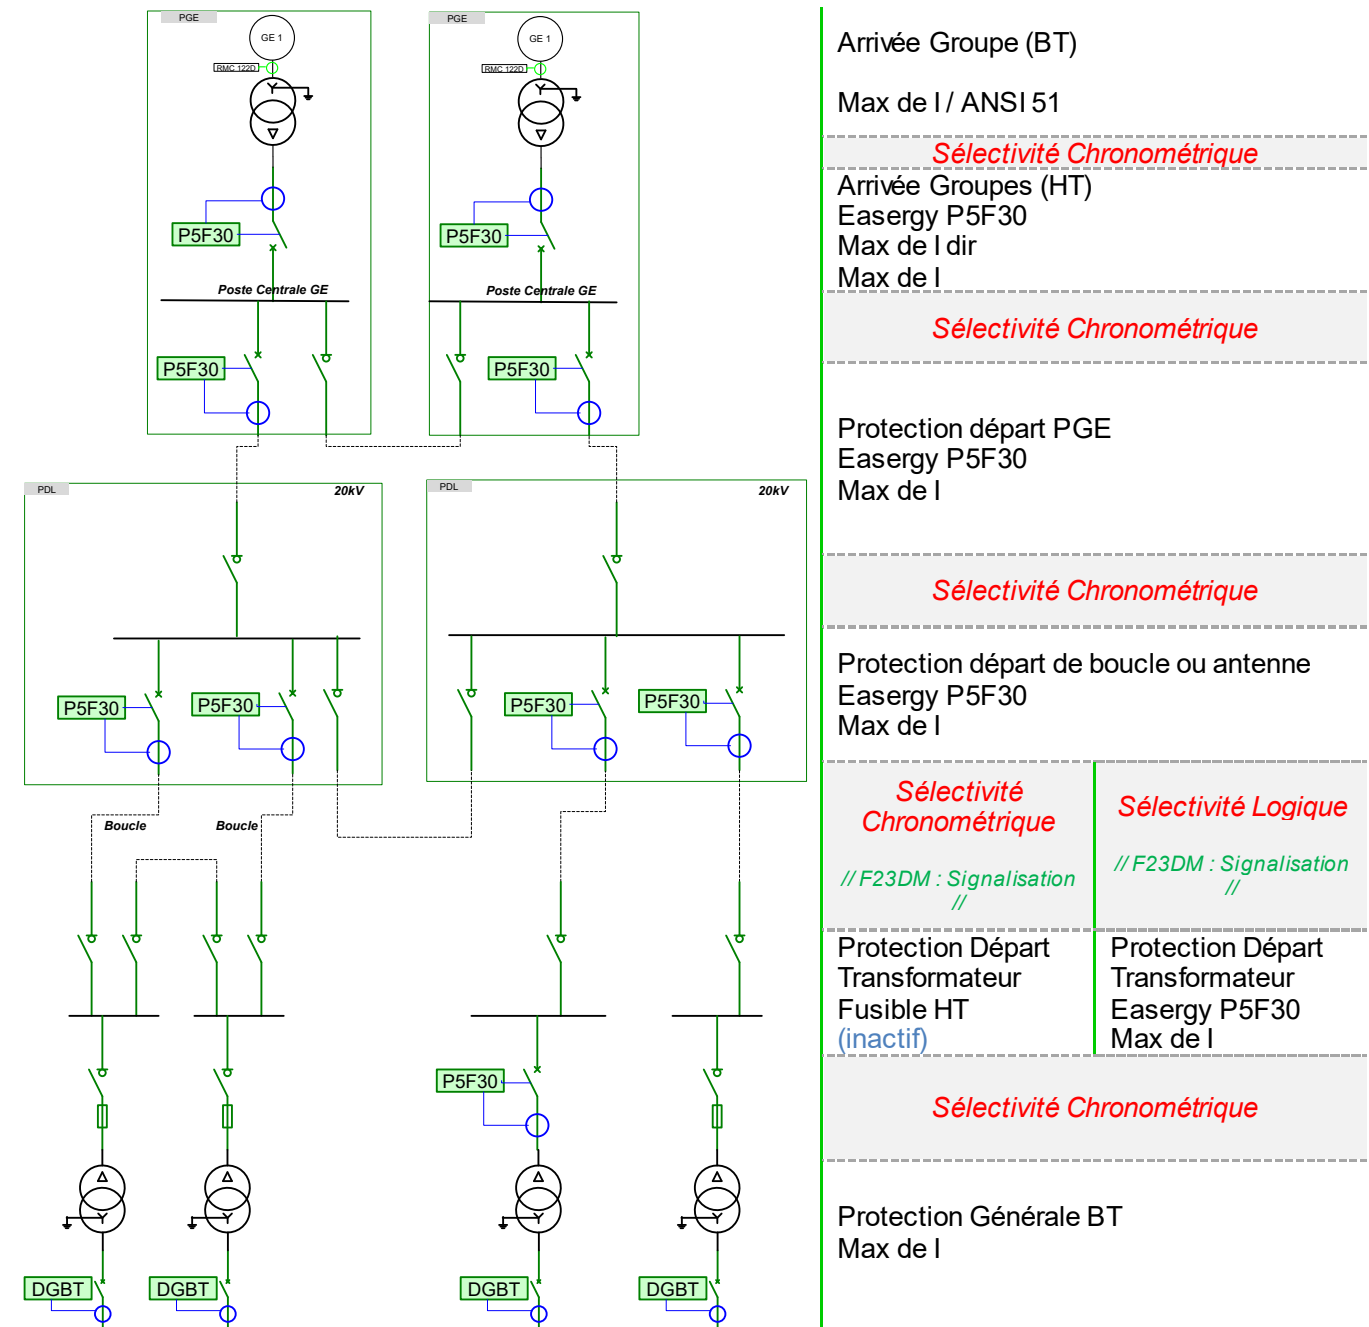 PGE
PGE
GE 1
GE 1
RMC 122D
RMC 122D
P5F30
P5F30
Poste Centrale GE
Poste Centrale GE
P5F30
P5F30
PDL
20kV
PDL
20kV
P5F30
P5F30
P5F30
P5F30
Boucle
Boucle
P5F30
DGBT
DGBT
DGBT
DGBT
Arrivée Groupe (BT)
Max de I / ANSI 51
Sélectivité Chronométrique
Arrivée Groupes (HT)
Easergy P5F30
Max de I dir
Max de I
Sélectivité Chronométrique
Protection départ PGE
Easergy P5F30
Max de I
Sélectivité Chronométrique
Protection départ de boucle ou antenne
Easergy P5F30
Max de I
Sélectivité
Chronométrique
// F23DM : Signalisation
//
Sélectivité Logique
// F23DM : Signalisation
//
Protection Départ
Transformateur
Fusible HT
(inactif)
Protection Départ
Transformateur
Easergy P5F30
Max de I
Sélectivité Chronométrique
Protection Générale BT
Max de I